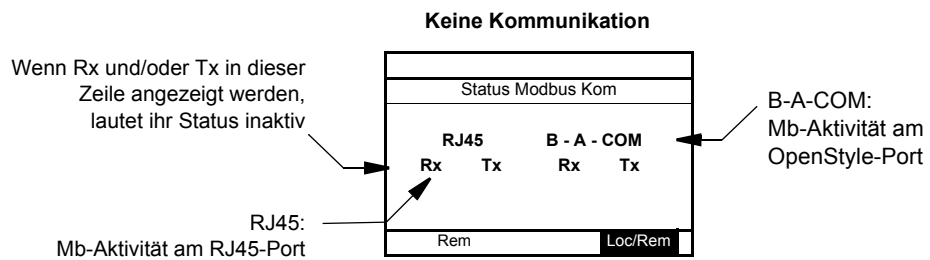 Keine Kommunikation
Wenn Rx und/oder Tx in dieser
Zeile angezeigt werden,
lautet ihr Status inaktiv
Status Modbus Kom
RJ45 B - A - COM
Rx Tx Rx Tx
B-A-COM:
Mb-Aktivität am
OpenStyle-Port
RJ45:
Mb-Aktivität am RJ45-Port
Rem Loc/Rem